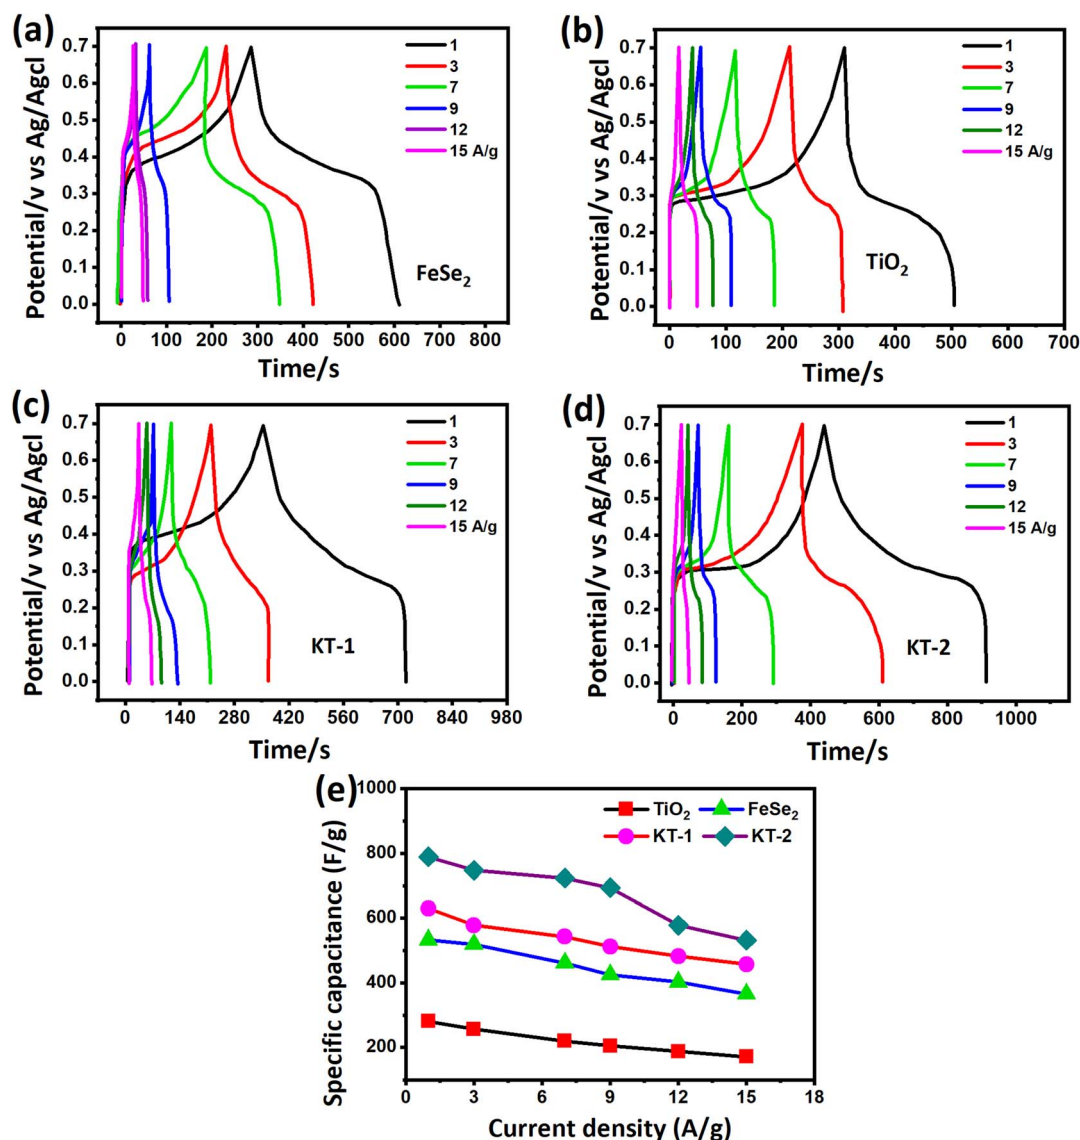 (a)
Potential/v vs Ag/Agcl
0.7
0.6
0.5
0.4
0.3
0.2
0.1
0.0
1
3
7
9
12
15 A/g
FeSe2
0 100 200 300 400 500 600 700 800
Time/s
(b)
Potential/v vs Ag/Agcl
0.7
0.6
0.5
0.4
0.3
0.2
0.1
0.0
1
3
7
6
12
15 A/g
TiO2
0 100 200 300 400 500 600 700
Time/s
(c)
Potential/v vs Ag/Agcl
0.7
0.6
0.5
0.4
0.3
0.2
0.1
0.0
1
3
7
9
12
15 A/g
KT-1
0 140 280 420 560 700 840 980
Time/s
(d)
Potential/v vs Ag/Agcl
0.7
0.6
0.5
0.4
0.3
0.2
0.1
0.0
1
3
7
9
12
15 A/g
KT-2
0 200 400 600 800 1000
Time/s
(e)
Specific capacitance (F/g)
1000
800
600
400
200
TiO2 FeSe2
KT-1 KT-2
0 3 6 9 12 15 18
Current density (A/g)